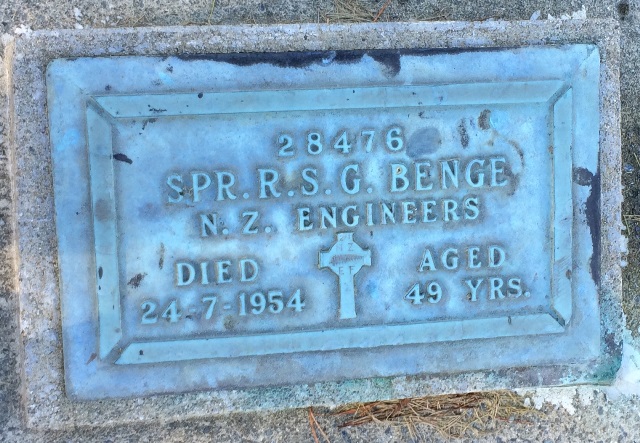 28476
SPR. R. S. G. BENGE
N. Z. ENGINEERS
DIED AGED
24-7-1954 49 YRS.